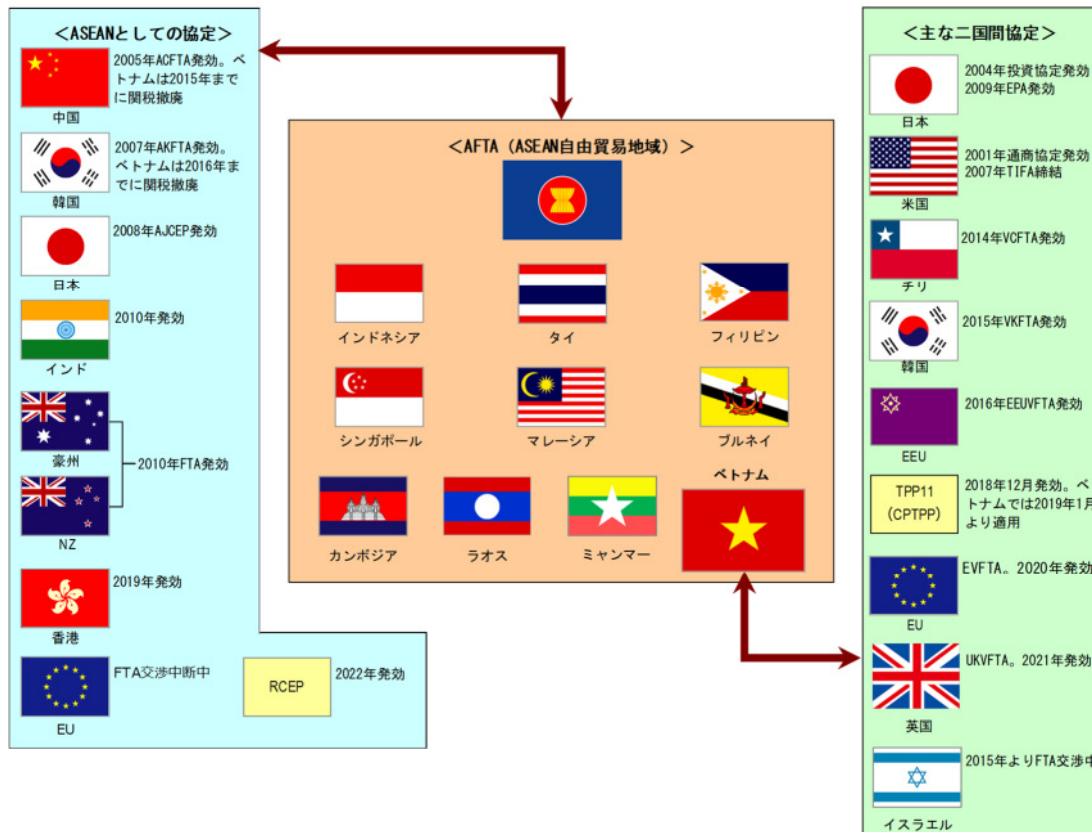 <ASEANとしての協定>
2005年ACFTA発効。ベ
トナムは2015年まで
に関税撤廃
中国
2007年AKFTA発効。
ベトナムは2016年ま
でに関税撤廃
韓国
2008年AJCEP発効
日本
2010年発効
インド
豪州
2010年FTA発効
NZ
2019年発効
香港
FTA交渉中断中
EU
RCEP
2022年発効
<AFTA（ASEAN自由貿易地域）>
インドネシア
タイ
フィリピン
シンガポール
マレーシア
ブルネイ
ベトナム
カンボジア
ラオス
ミャンマー
<主な二国間協定>
2004年投資協定発効
2009年EPA発効
日本
2001年通商協定発効
2007年TIFA締結
米国
2014年VCFTA発効
チリ
2015年VKFTA発効
韓国
2016年EEUVFTA発効
EEU
TPP11
(CPTPP)
2018年12月発効。ベ
トナムでは2019年1月
より適用
EVFTA。2020年発効
EU
UKVFTA。2021年発効
英国
2015年よりFTA交渉中
イスラエル